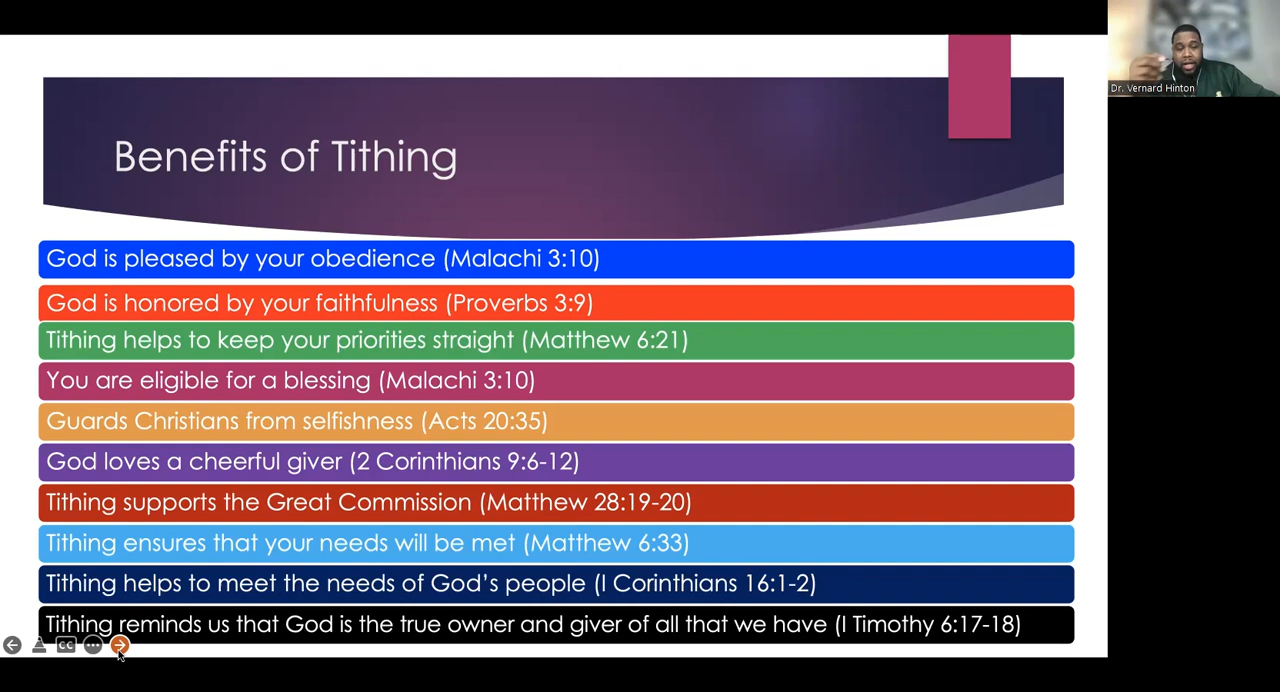 Dr. Vernard Hinton
Benefits of Tithing
God is pleased by your obedience (Malachi 3:10)
God is honored by your faithfulness (Proverbs 3:9)
Tithing helps to keep your priorities straight (Matthew 6:21)
You are eligible for a blessing (Malachi 3:10)
Guards Christians from selfishness (Acts 20:35)
God loves a cheerful giver (2 Corinthians 9:6-12)
Tithing supports the Great Commission (Matthew 28:19-20)
Tithing ensures that your needs will be met (Matthew 6:33)
Tithing helps to meet the needs of God’s people (I Corinthians 16:1-2)
Tithing reminds us that God is the true owner and giver of all that we have (I Timothy 6:17-18)
CC